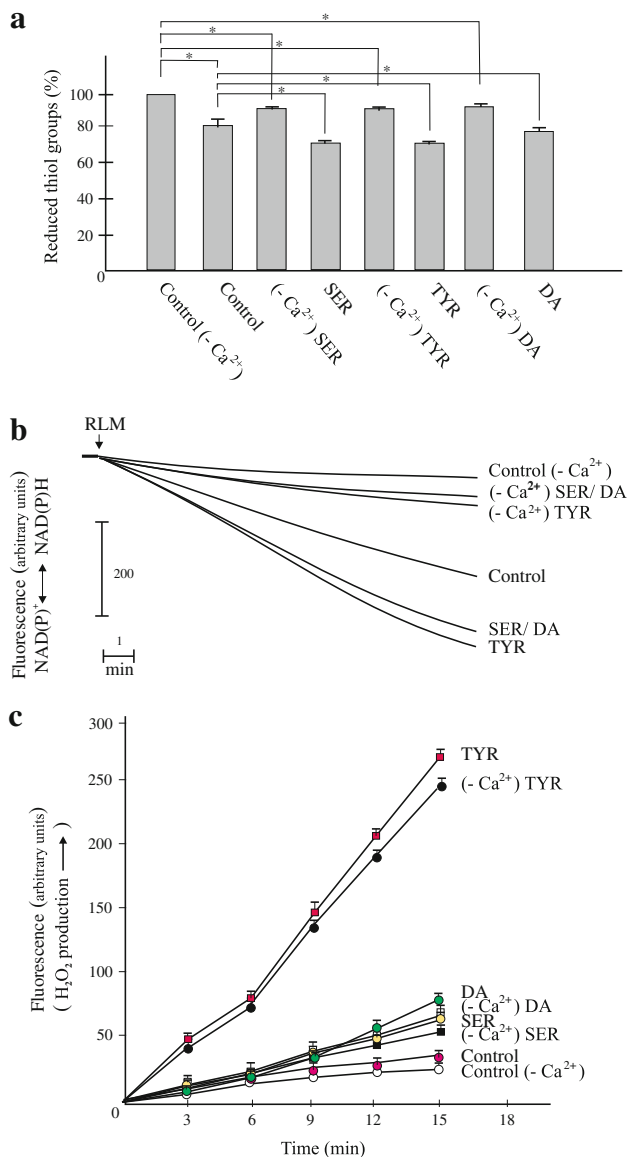 a
*
*
*
*
*
*
*
Reduced thiol groups (%)
100
80
60
40
20
0
Control (- Ca²⁺)
Control
(- Ca²⁺) SER
SER
(- Ca²⁺) TYR
TYR
(- Ca²⁺) DA
DA
b
RLM
Fluorescence (arbitrary units)
NAD(P)⁺ ↔ NAD(P)H
200
1
min
Control (- Ca²⁺)
(- Ca²⁺) SER/ DA
(- Ca²⁺) TYR
Control
SER/ DA
TYR
c
Fluorescence (arbitrary units)
( H₂O₂ production → )
300
250
200
150
100
50
0
TYR
(- Ca²⁺) TYR
DA
(- Ca²⁺) DA
SER
(- Ca²⁺) SER
Control
Control (- Ca²⁺)
3 6 9 12 15 18
Time (min)